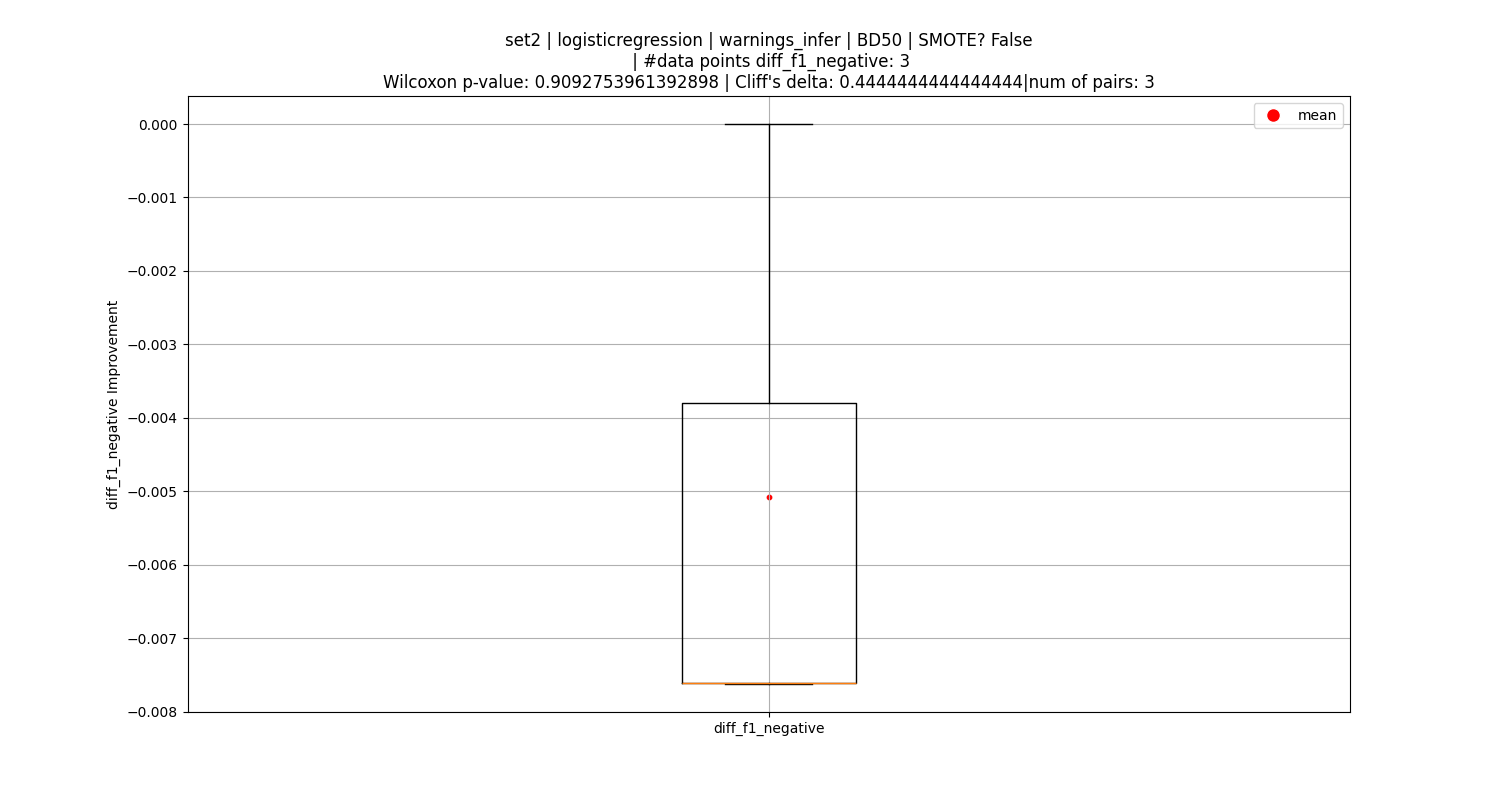 set2 | logisticregression | warnings_infer | BD50 | SMOTE? False
| #data points diff_f1_negative: 3
Wilcoxon p-value: 0.9092753961392898 | Cliff's delta: 0.4444444444444444|num of pairs: 3
mean
0.000
−0.001
−0.002
−0.003
−0.004
−0.005
−0.006
−0.007
−0.008
diff_f1_negative Improvement
diff_f1_negative